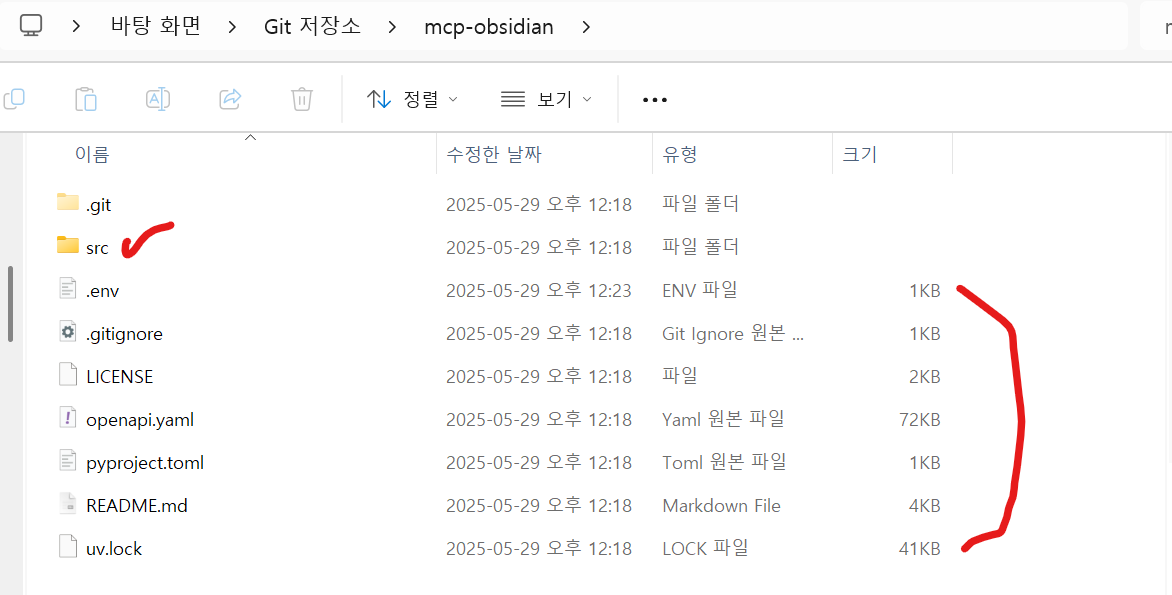 바탕 화면 Git 저장소 mcp-obsidian
정렬 보기
이름 수정한 날짜 유형 크기
.git 2025-05-29 오후 12:18 파일 폴더
src 2025-05-29 오후 12:18 파일 폴더
.env 2025-05-29 오후 12:23 ENV 파일 1KB
.gitignore 2025-05-29 오후 12:18 Git Ignore 원본 ... 1KB
LICENSE 2025-05-29 오후 12:18 파일 2KB
openapi.yaml 2025-05-29 오후 12:18 Yaml 원본 파일 72KB
pyproject.toml 2025-05-29 오후 12:18 Toml 원본 파일 1KB
README.md 2025-05-29 오후 12:18 Markdown File 4KB
uv.lock 2025-05-29 오후 12:18 LOCK 파일 41KB